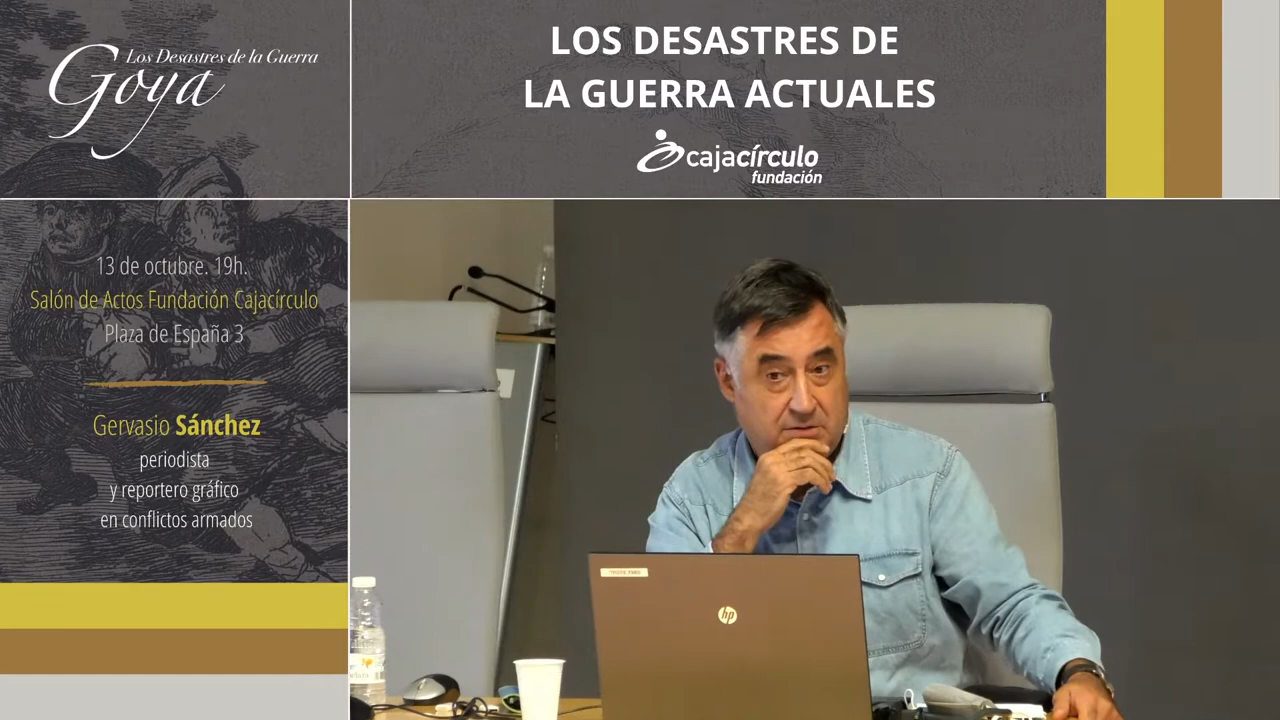 Los Desastres de la Guerra
Goya
LOS DESASTRES DE
LA GUERRA ACTUALES
cajacírculo
fundación
13 de octubre. 19h.
Salón de Actos Fundación Cajacírculo
Plaza de España 3
Gervasio Sánchez
periodista
y reportero gráfico
en conflictos armados
hp